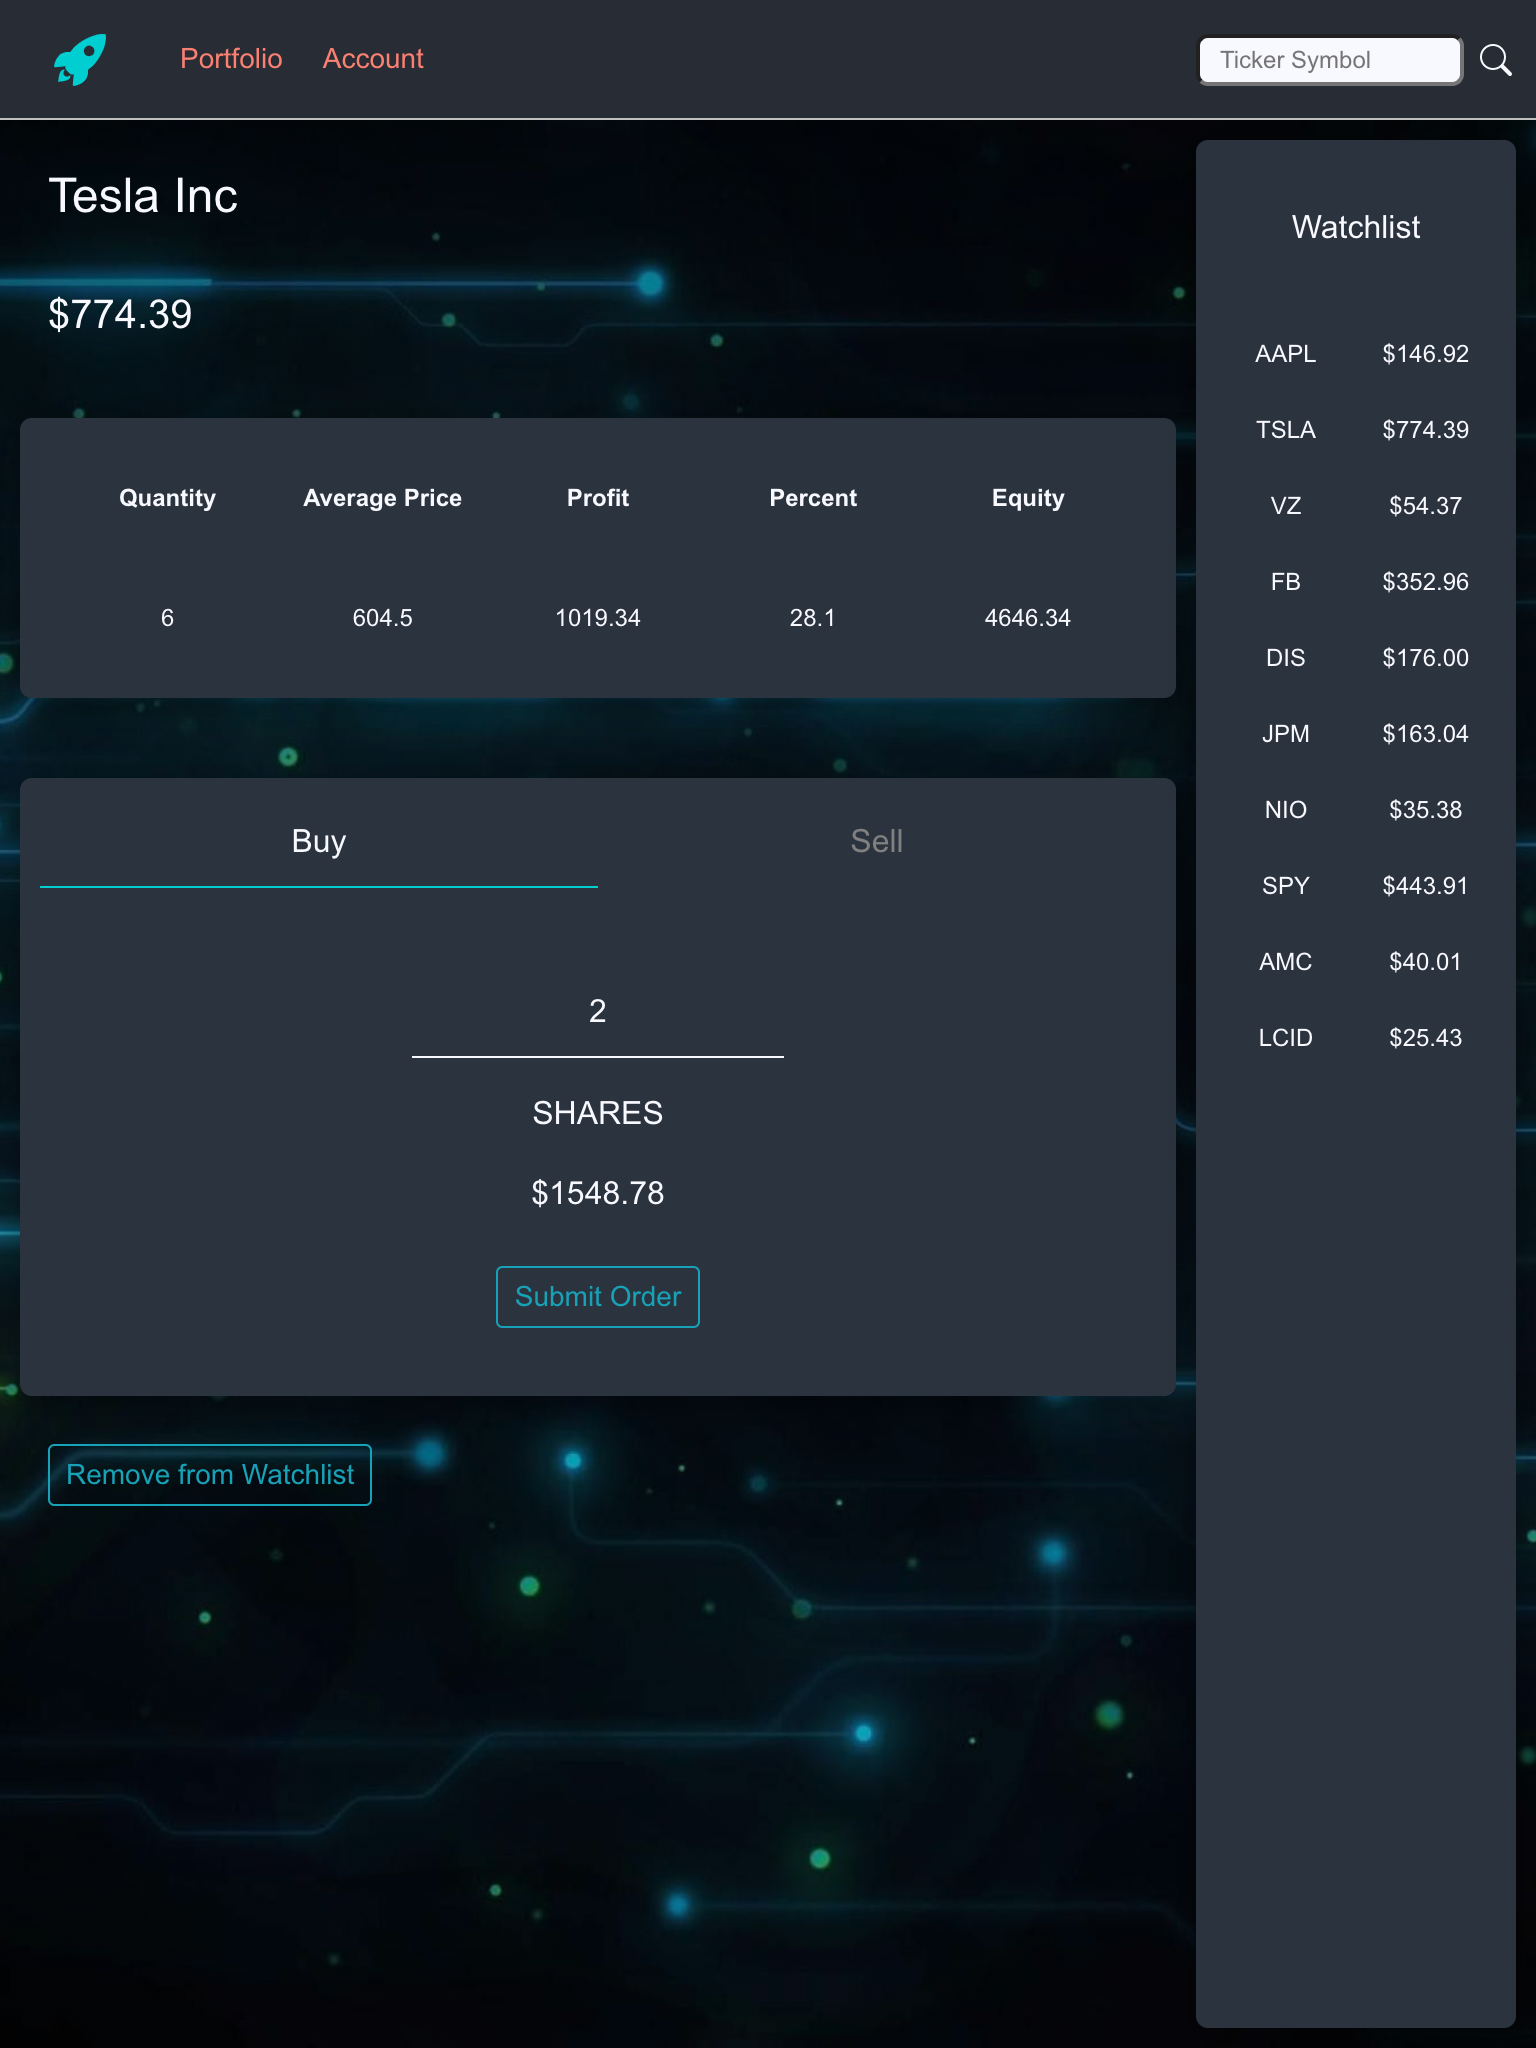 Portfolio Account Ticker Symbol
Tesla Inc
$774.39
Quantity Average Price Profit Percent Equity
6 604.5 1019.34 28.1 4646.34
Buy Sell
2
SHARES
$1548.78
Submit Order
Remove from Watchlist
Watchlist
AAPL $146.92
TSLA $774.39
VZ $54.37
FB $352.96
DIS $176.00
JPM $163.04
NIO $35.38
SPY $443.91
AMC $40.01
LCID $25.43